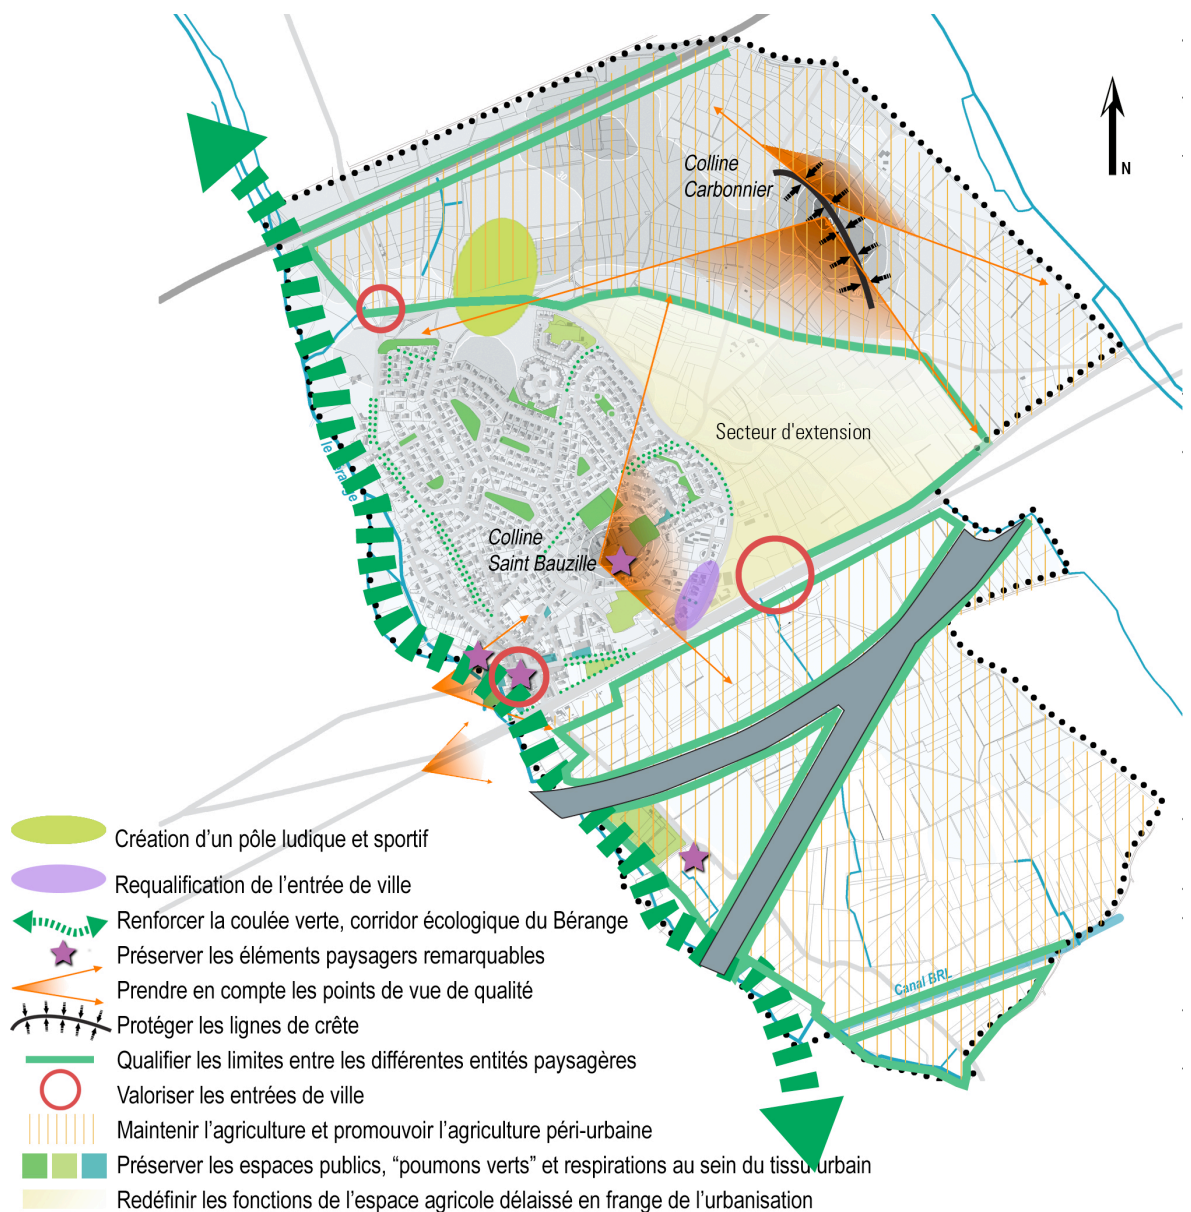 Colline
Carbonnier
N
30
Secteur d'extension
le Bérange
Colline
Saint Bauzille
Canal BRL
Création d'un pôle ludique et sportif
Requalification de l'entrée de ville
Renforcer la coulée verte, corridor écologique du Bérange
Préserver les éléments paysagers remarquables
Prendre en compte les points de vue de qualité
Protéger les lignes de crête
Qualifier les limites entre les différentes entités paysagères
Valoriser les entrées de ville
Maintenir l'agriculture et promouvoir l'agriculture péri-urbaine
Préserver les espaces publics, "poumons verts" et respirations au sein du tissu urbain
Redéfinir les fonctions de l'espace agricole délaissé en frange de l'urbanisation